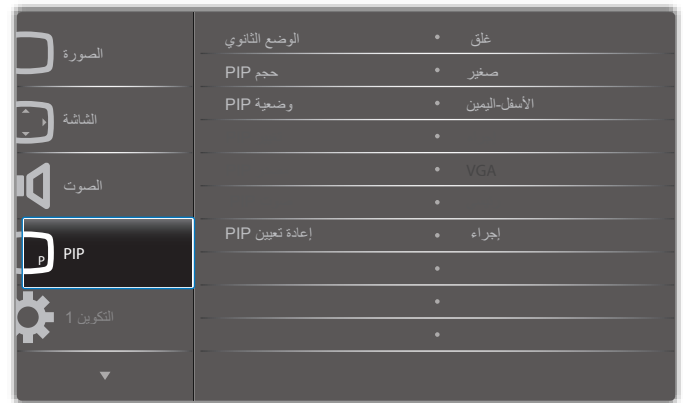 الصورة
الشاشة
الصوت
PIP
التكوين 1
الوضع الثانوي • غلق
حجم PIP • صغير
وضعية PIP • الأسفل-اليمين
•
• VGA
•
إعادة تعيين PIP • إجراء
•
•
•
P